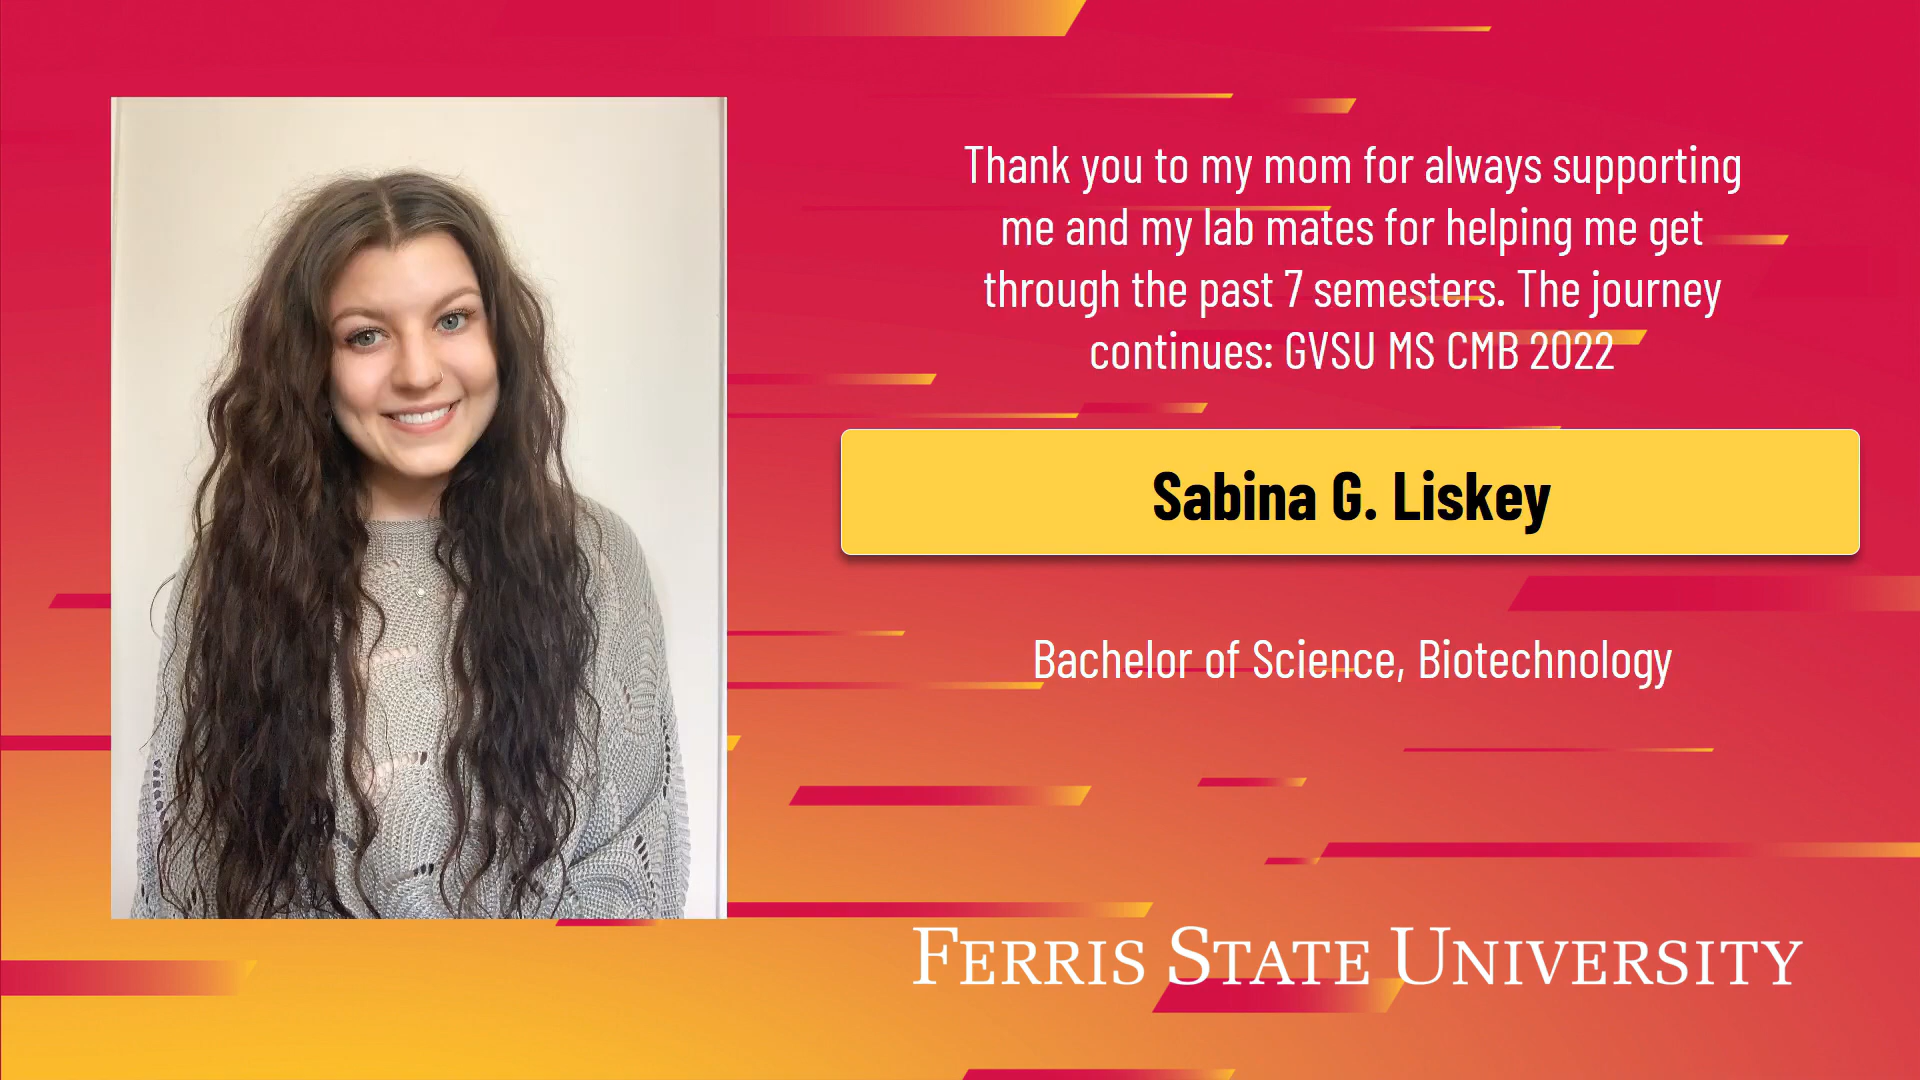 Thank you to my mom for always supporting
me and my lab mates for helping me get
through the past 7 semesters. The journey
continues: GVSU MS CMB 2022
Sabina G. Liskey
Bachelor of Science, Biotechnology
FERRIS STATE UNIVERSITY